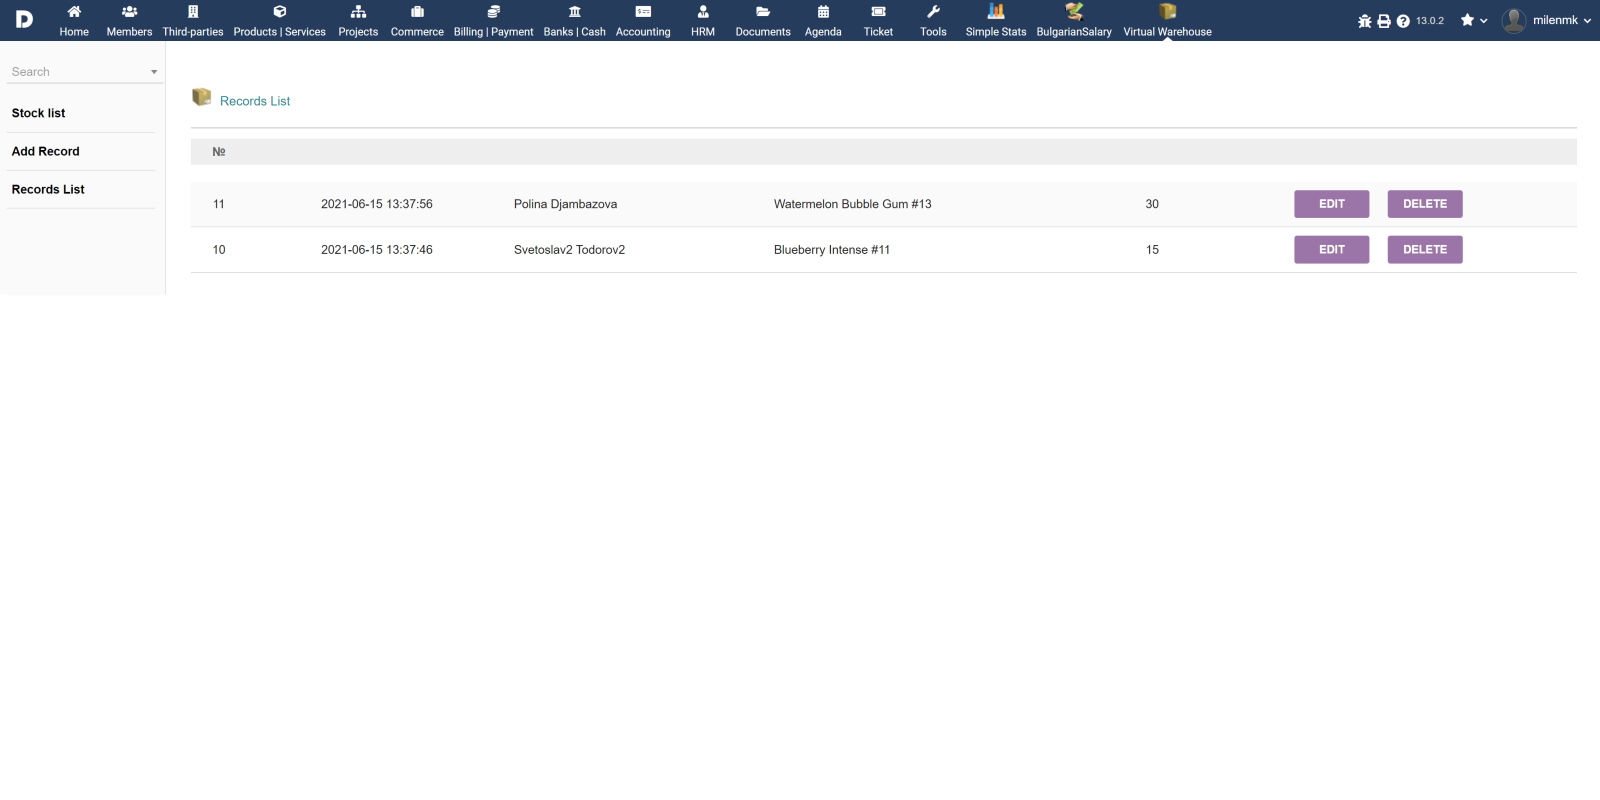 D Home Members Third-parties Products | Services Projects Commerce Billing | Payment Banks | Cash Accounting HRM Documents Agenda Ticket Tools Simple Stats BulgarianSalary Virtual Warehouse 13.0.2 milenmk
Search
Stock list
Add Record
Records List
Records List
№
11 2021-06-15 13:37:56 Polina Djambazova Watermelon Bubble Gum #13 30 EDIT DELETE
10 2021-06-15 13:37:46 Svetoslav2 Todorov2 Blueberry Intense #11 15 EDIT DELETE